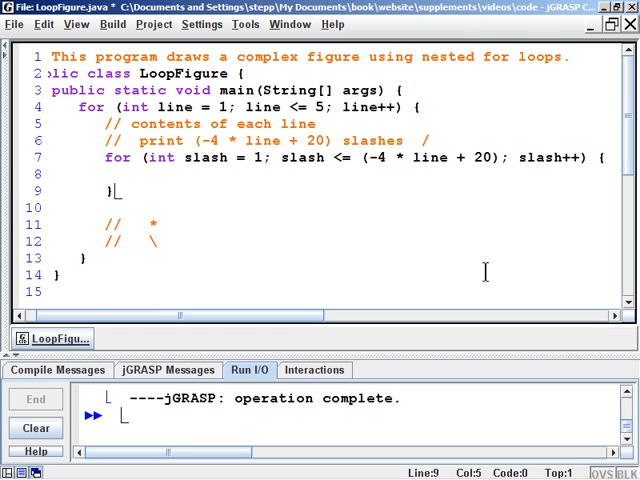 File: LoopFigure.java * C:\Documents and Settings\stepp\My Documents\book\website\supplements\videos\code - jGRASP C...
File Edit View Build Project Settings Tools Window Help
1 This program draws a complex figure using nested for loops.
2 blic class LoopFigure {
3 public static void main(String[] args) {
4 for (int line = 1; line <= 5; line++) {
5 // contents of each line
6 // print (-4 * line + 20) slashes /
7 for (int slash = 1; slash <= (-4 * line + 20); slash++) {
8
9 }
10
11 // *
12 // \
13 }
14 }
15
LoopFigu...
Compile Messages jGRASP Messages Run I/O Interactions
End
Clear
Help
----jGRASP: operation complete.
Line:9 Col:5 Code:0 Top:1 OVS BLK